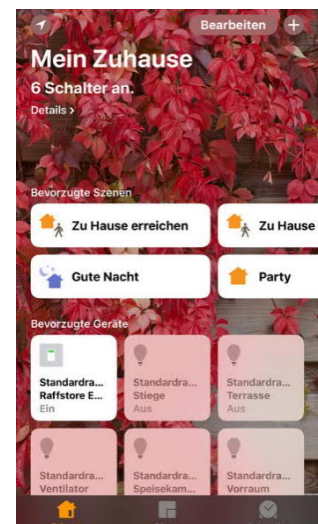 Bearbeiten +
Mein Zuhause
6 Schalter an.
Details >
Bevorzugte Szenen
Zu Hause erreichen
Zu Hause
Gute Nacht
Party
Bevorzugte Geräte
Standardra...
Raffstore E...
Ein
Standardra...
Stiege
Aus
Standardra...
Terrasse
Aus
Standardra...
Ventilator
Standardra...
Speisekam...
Standardra...
Vorraum